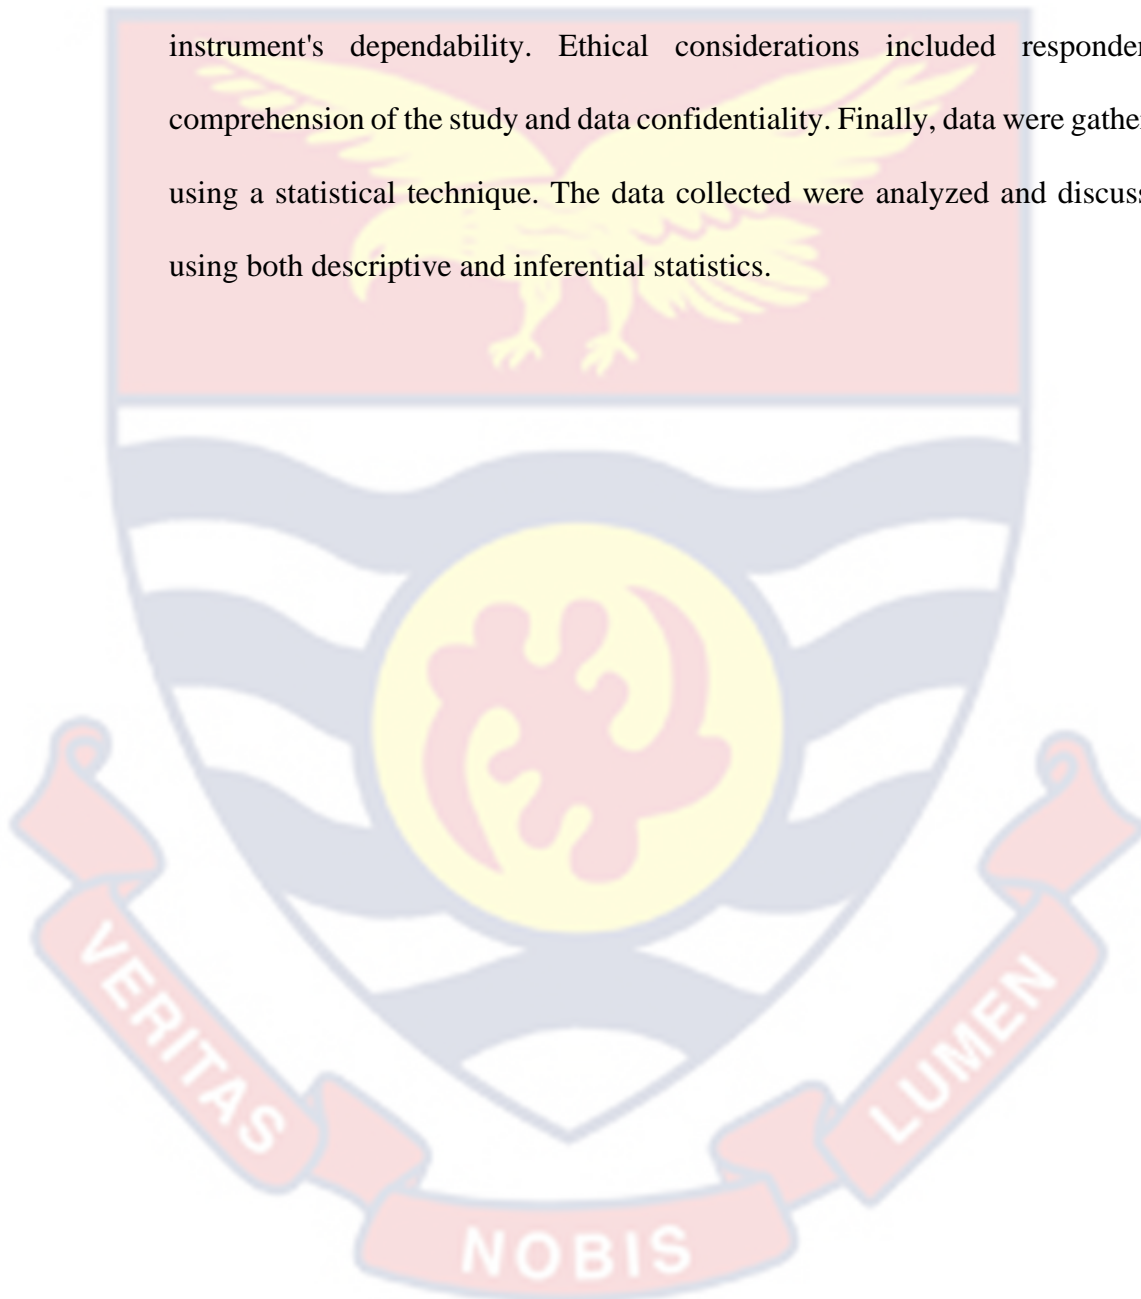 instrument's dependability. Ethical considerations included responden
comprehension of the study and data confidentiality. Finally, data were gather
using a statistical technique. The data collected were analyzed and discuss
using both descriptive and inferential statistics.
VERITAS
NOBIS
LUMEN